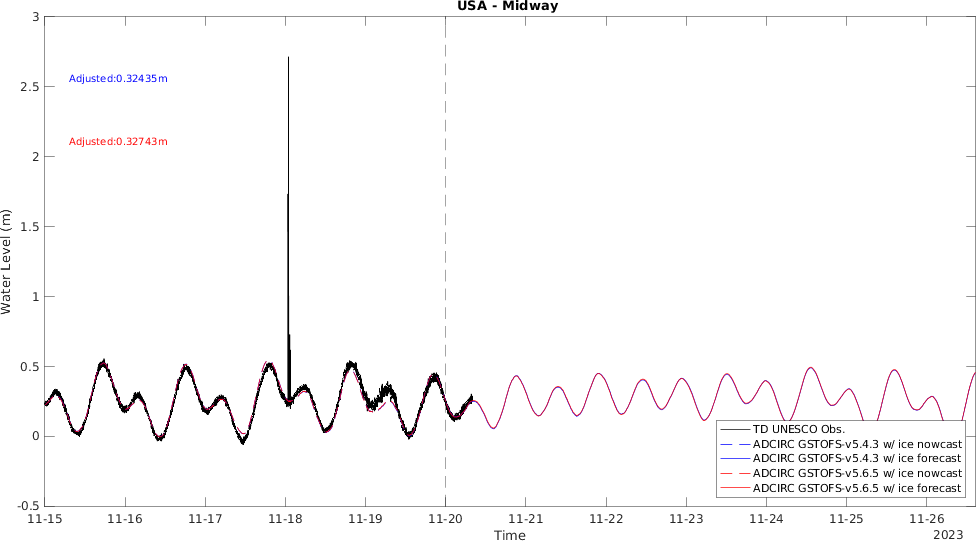 USA - Midway
3
2.5
2
1.5
1
0.5
0
-0.5
Water Level (m)
Adjusted:0.32435m
Adjusted:0.32743m
TD UNESCO Obs.
ADCIRC GSTOFS-v5.4.3 w/ ice nowcast
ADCIRC GSTOFS-v5.4.3 w/ ice forecast
ADCIRC GSTOFS-v5.6.5 w/ ice nowcast
ADCIRC GSTOFS-v5.6.5 w/ ice forecast
11-15 11-16 11-17 11-18 11-19 11-20 11-21 11-22 11-23 11-24 11-25 11-26
Time
2023